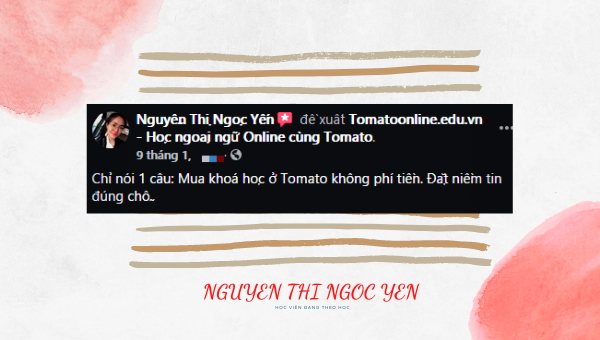 Nguyễn Thị Ngọc Yến đề xuất Tomatoonline.edu.vn
- Học ngoại ngữ Online cùng Tomato.
9 tháng 1,
Chỉ nói 1 câu: Mua khoá học ở Tomato không phí tiền. Đặt niềm tin
đúng chỗ..
NGUYEN THI NGOC YEN
HỌC VIÊN ĐANG THEO HỌC